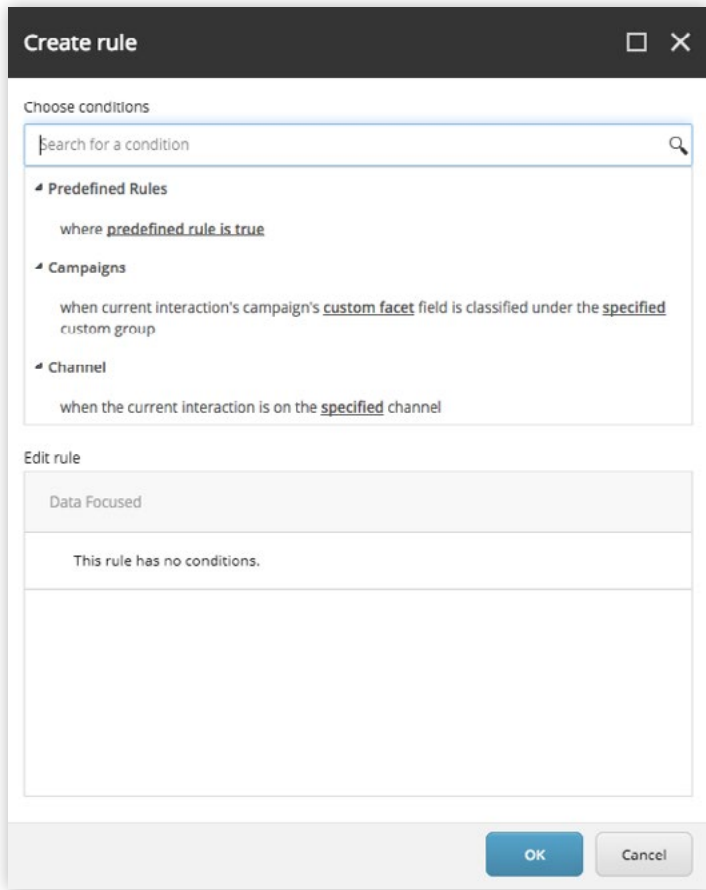 Create rule
Choose conditions
Search for a condition
Predefined Rules
where predefined rule is true
Campaigns
when current interaction's campaign's custom facet field is classified under the specified
custom group
Channel
when the current interaction is on the specified channel
Edit rule
Data Focused
This rule has no conditions.
OK
Cancel